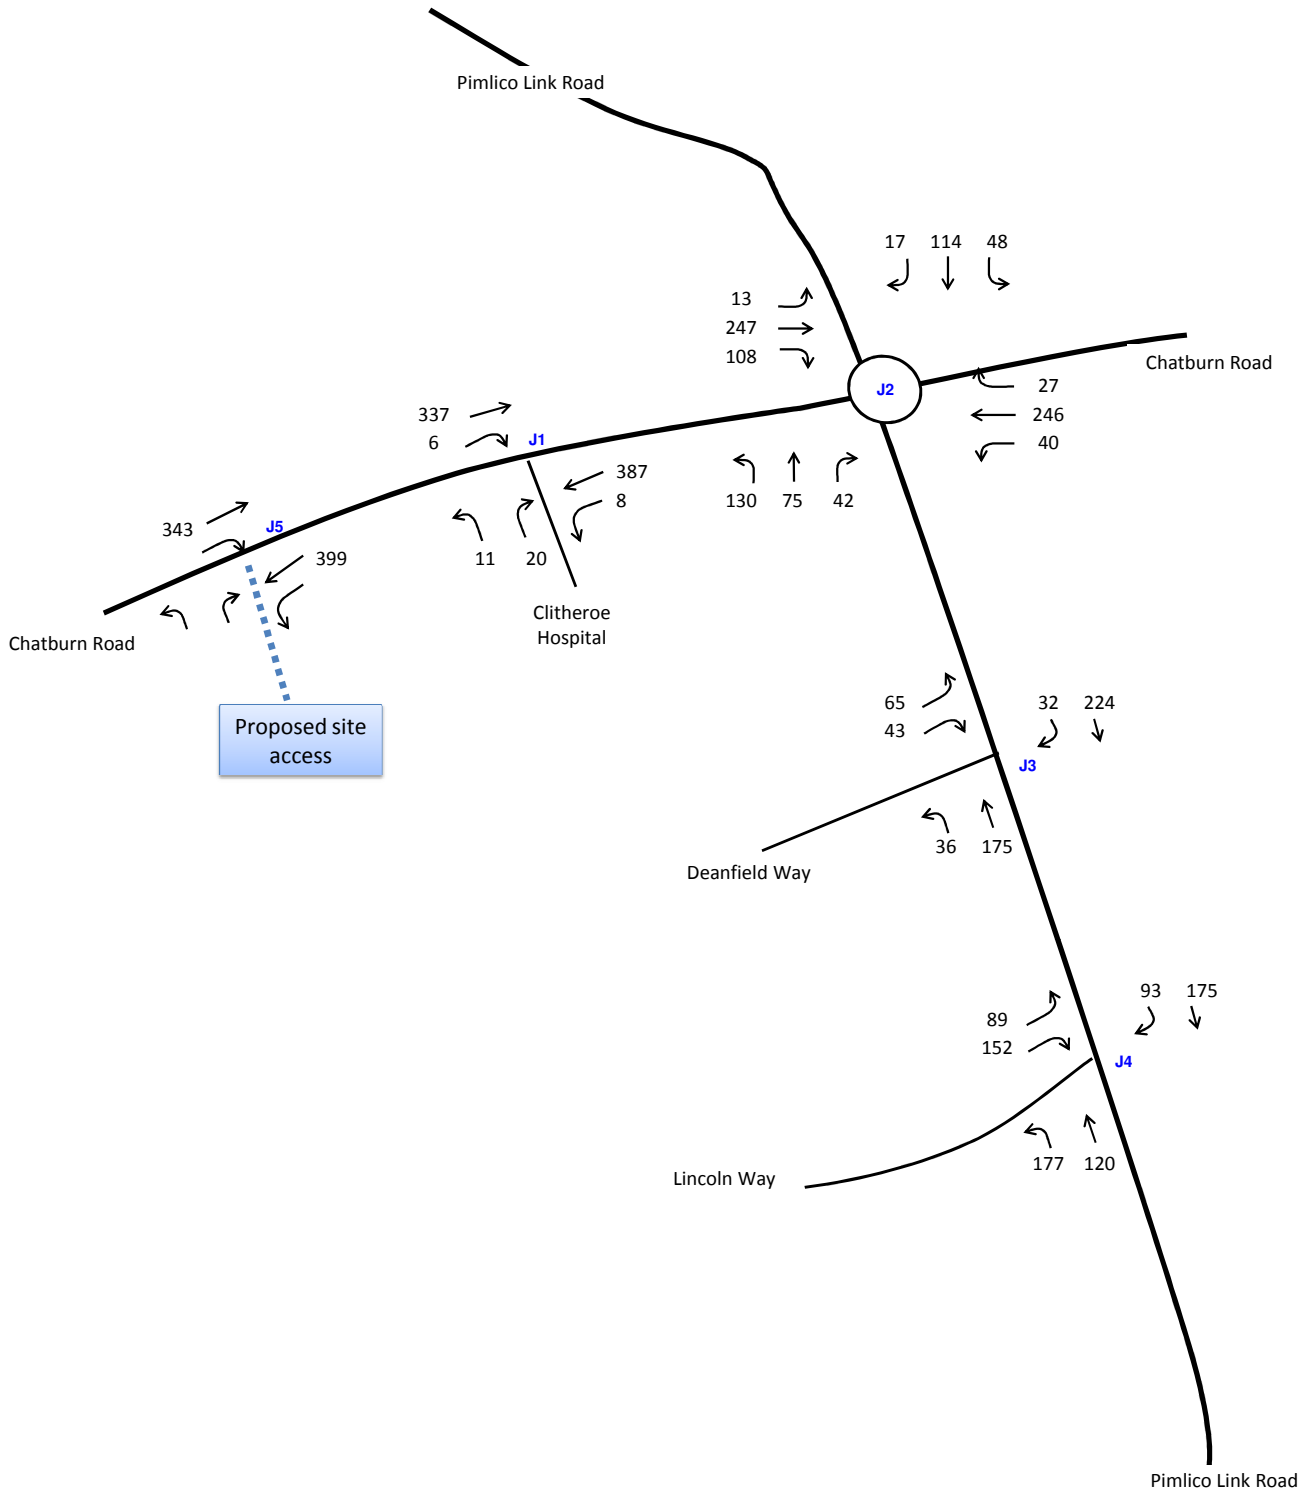 Pimlico Link Road
17 114 48
13
247
108
Chatburn Road
J2
27
246
40
337
6
J1
387
8
130 75 42
343
J5
399
11 20
Clitheroe
Hospital
Chatburn Road
Proposed site
access
65
43
32 224
J3
36 175
Deanfield Way
89
152
93 175
J4
177 120
Lincoln Way
Pimlico Link Road